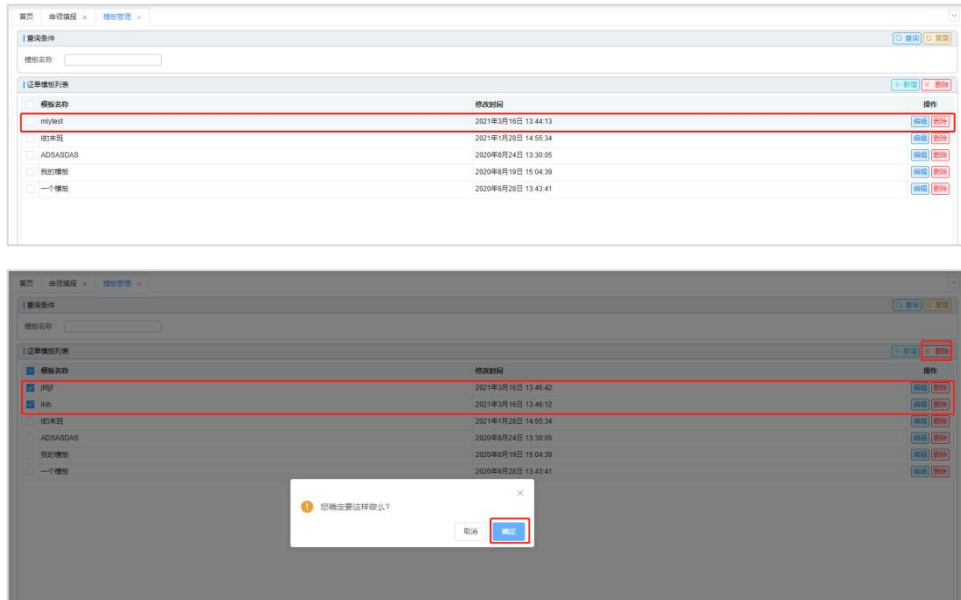 首页 申领填报 × 模板管理 ×
查询条件 查询 重置
模板名称
证单模板列表 + 新增 × 删除
模板名称 修改时间 操作
mlytest 2021年3月16日 13:44:13 编辑 删除
2021年1月28日 14:55:34 编辑 删除
ADSASDAS 2020年8月24日 13:30:05 编辑 删除
我的模板 2020年8月19日 15:04:39 编辑 删除
一个模板 2020年6月28日 13:43:41 编辑 删除
首页 申领填报 × 模板管理 ×
查询条件 查询 重置
模板名称
证单模板列表 + 新增 × 删除
模板名称 修改时间 操作
2021年3月16日 13:46:42 编辑 删除
2021年3月16日 13:46:12 编辑 删除
2021年1月28日 14:55:34 编辑 删除
ADSASDAS 2020年8月24日 13:30:05 编辑 删除
我的模板 2020年8月19日 15:04:39 编辑 删除
一个模板 2020年6月28日 13:43:41 编辑 删除
您确定要这样做么?
取消 确定